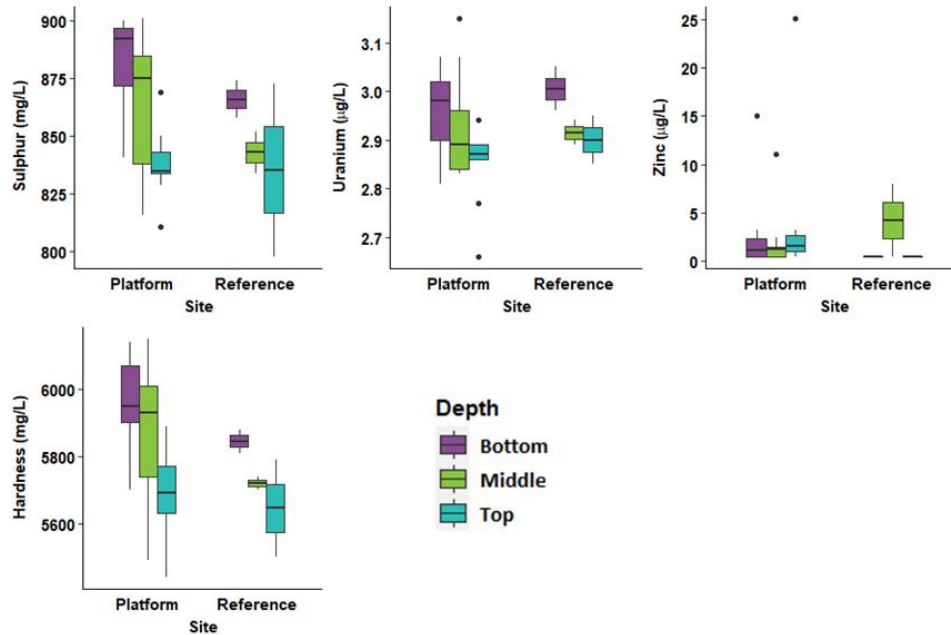 Sulphur (mg/L)
900
875
850
825
800
Platform Reference
Site
Uranium (µg/L)
3.1
3.0
2.9
2.8
2.7
Platform Reference
Site
Zinc (µg/L)
25
20
15
10
5
0
Platform Reference
Site
Hardness (mg/L)
6000
5800
5600
Platform Reference
Site
Depth
Bottom
Middle
Top